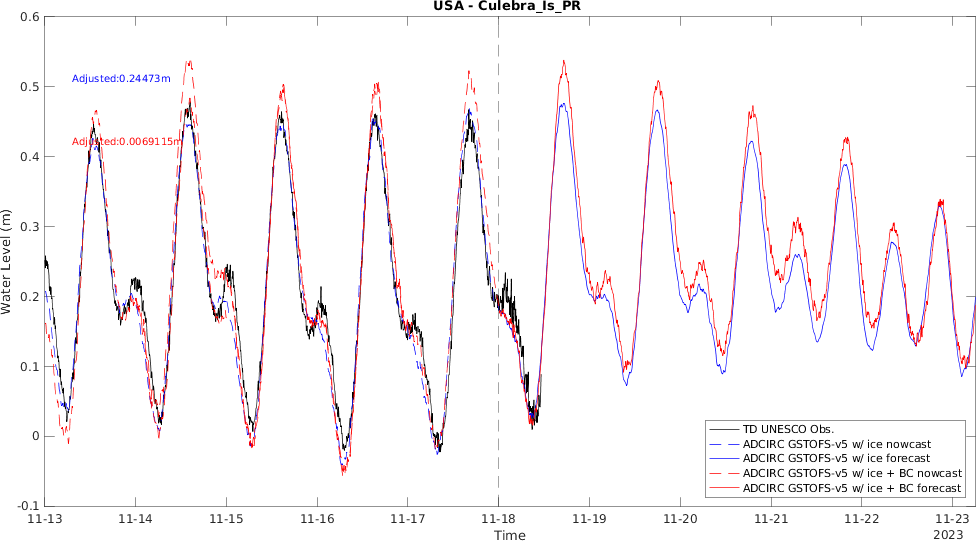 USA - Culebra_Is_PR
0.6
0.5
0.4
0.3
0.2
0.1
0
-0.1
Water Level (m)
Adjusted:0.24473m
Adjusted:0.0069115m
TD UNESCO Obs.
ADCIRC GSTOFS-v5 w/ ice nowcast
ADCIRC GSTOFS-v5 w/ ice forecast
ADCIRC GSTOFS-v5 w/ ice + BC nowcast
ADCIRC GSTOFS-v5 w/ ice + BC forecast
11-13 11-14 11-15 11-16 11-17 11-18 11-19 11-20 11-21 11-22 11-23
Time
2023